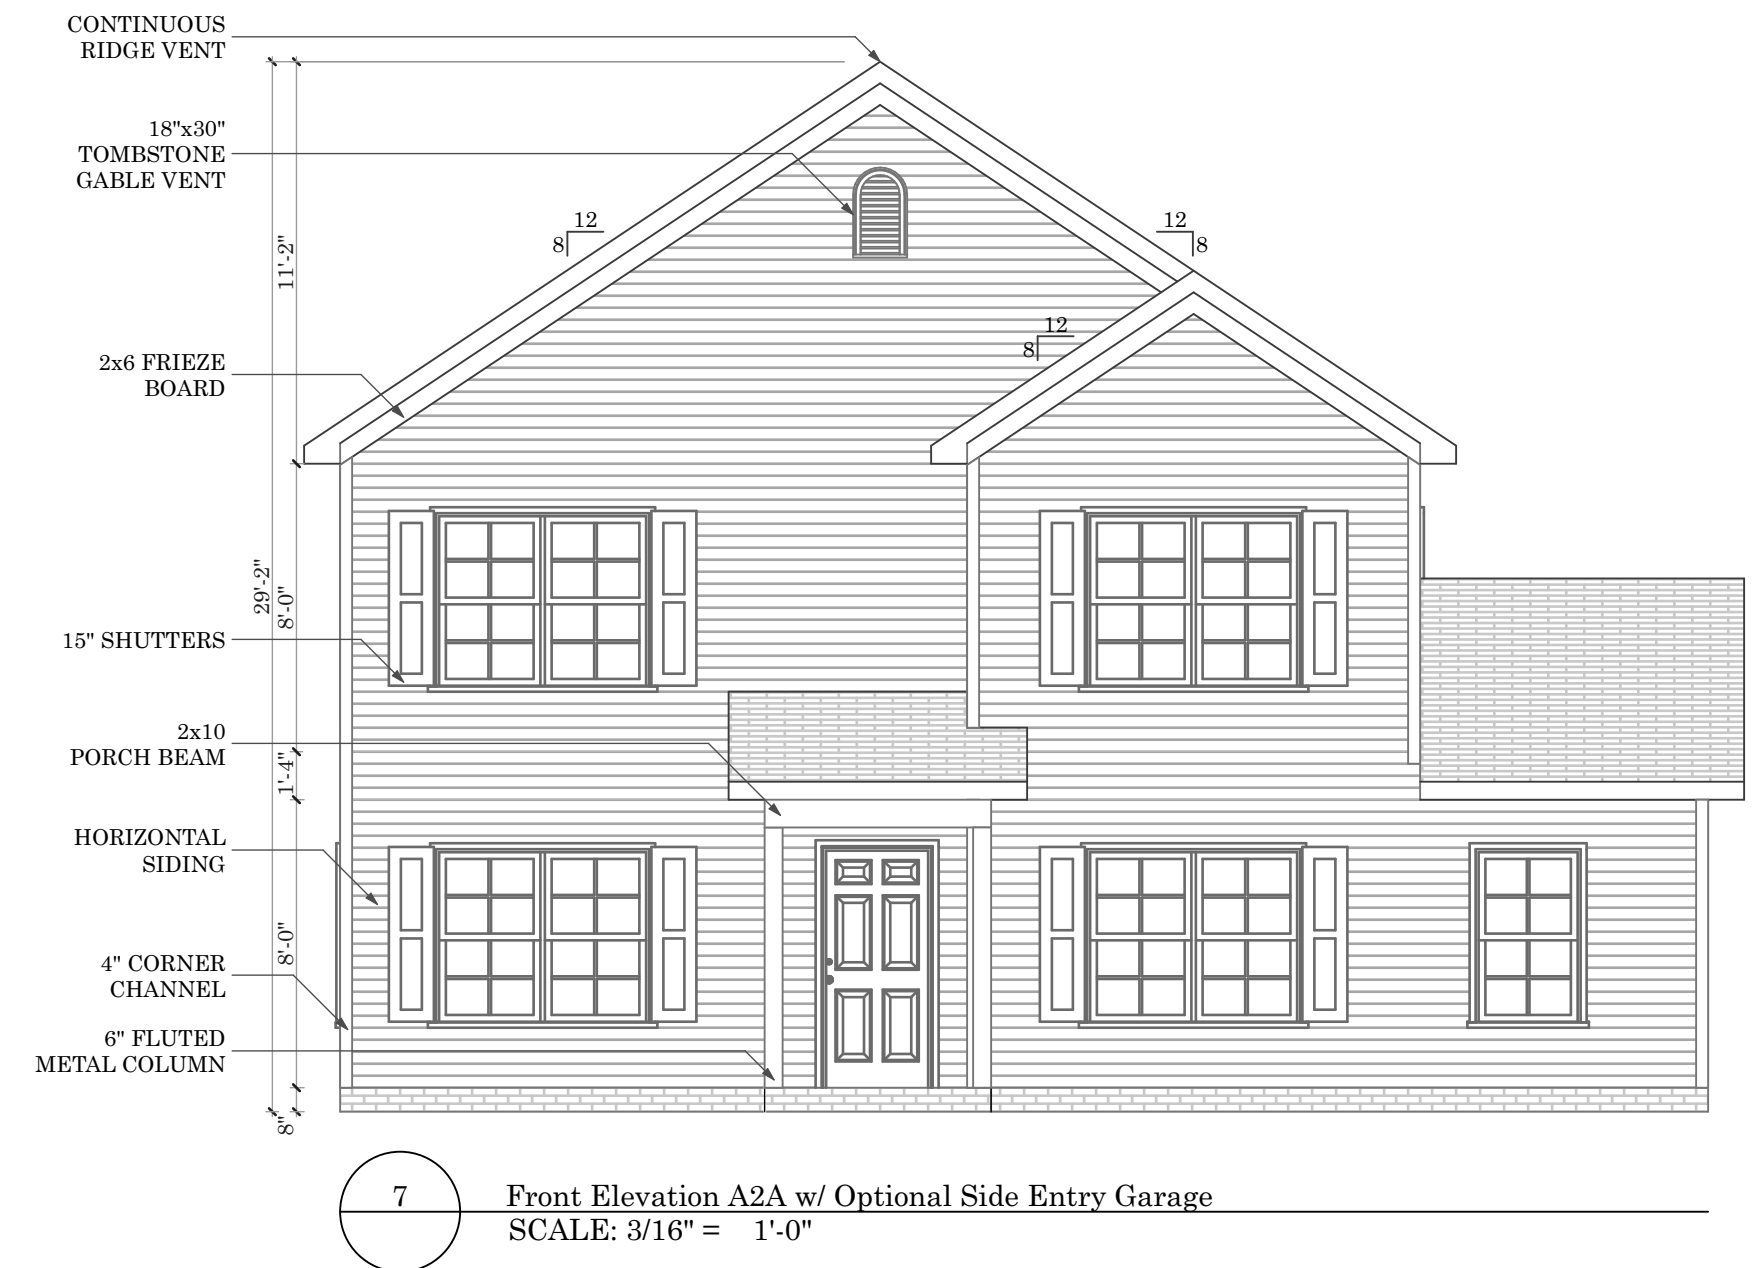 CONTINUOUS
RIDGE VENT
18"x30"
TOMBSTONE
GABLE VENT
12
8
12
8
11'-2"
12
8
2x6 FRIEZE
BOARD
29'-2"
8'-0"
15" SHUTTERS
2x10
PORCH BEAM
1'-4"
HORIZONTAL
SIDING
8'-0"
4" CORNER
CHANNEL
6" FLUTED
METAL COLUMN
8"
7
Front Elevation A2A w/ Optional Side Entry Garage
SCALE: 3/16" = 1'-0"